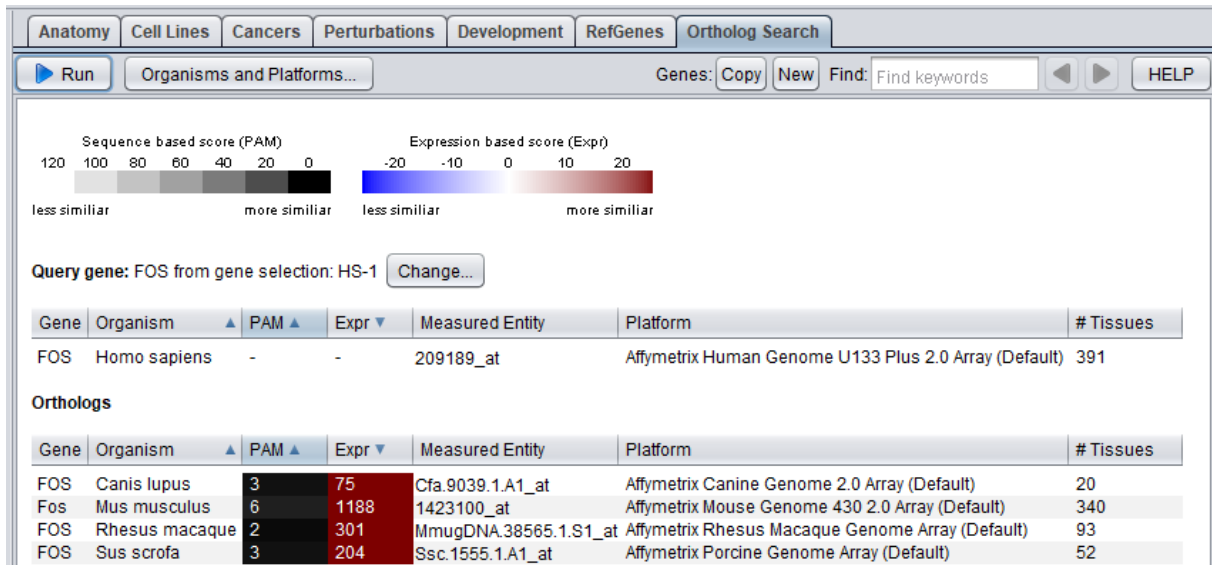 Anatomy Cell Lines Cancers Perturbations Development RefGenes Ortholog Search
Run Organisms and Platforms... Genes: Copy New Find: Find keywords HELP
Sequence based score (PAM) Expression based score (Expr)
120 100 80 60 40 20 0 -20 -10 0 10 20
less similiar more similiar less similiar more similiar
Query gene: FOS from gene selection: HS-1 Change...
Gene Organism PAM Expr Measured Entity Platform # Tissues
FOS Homo sapiens - - 209189_at Affymetrix Human Genome U133 Plus 2.0 Array (Default) 391
Orthologs
Gene Organism PAM Expr Measured Entity Platform # Tissues
FOS Canis lupus 3 75 Cfa.9039.1.A1_at Affymetrix Canine Genome 2.0 Array (Default) 20
Fos Mus musculus 6 1188 1423100_at Affymetrix Mouse Genome 430 2.0 Array (Default) 340
FOS Rhesus macaque 2 301 MmugDNA.38565.1.S1_at Affymetrix Rhesus Macaque Genome Array (Default) 93
FOS Sus scrofa 3 204 Ssc.1555.1.A1_at Affymetrix Porcine Genome Array (Default) 52